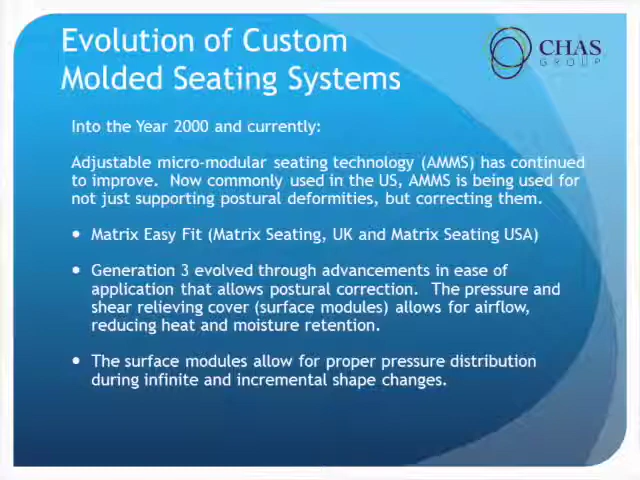 Evolution of Custom
Molded Seating Systems
CHAS
GROUP
Into the Year 2000 and currently:
Adjustable micro-modular seating technology (AMMS) has continued
to improve.  Now commonly used in the US, AMMS is being used for
not just supporting postural deformities, but correcting them.
• Matrix Easy Fit (Matrix Seating, UK and Matrix Seating USA)
• Generation 3 evolved through advancements in ease of
application that allows postural correction.  The pressure and
shear relieving cover (surface modules) allows for airflow,
reducing heat and moisture retention.
• The surface modules allow for proper pressure distribution
during infinite and incremental shape changes.